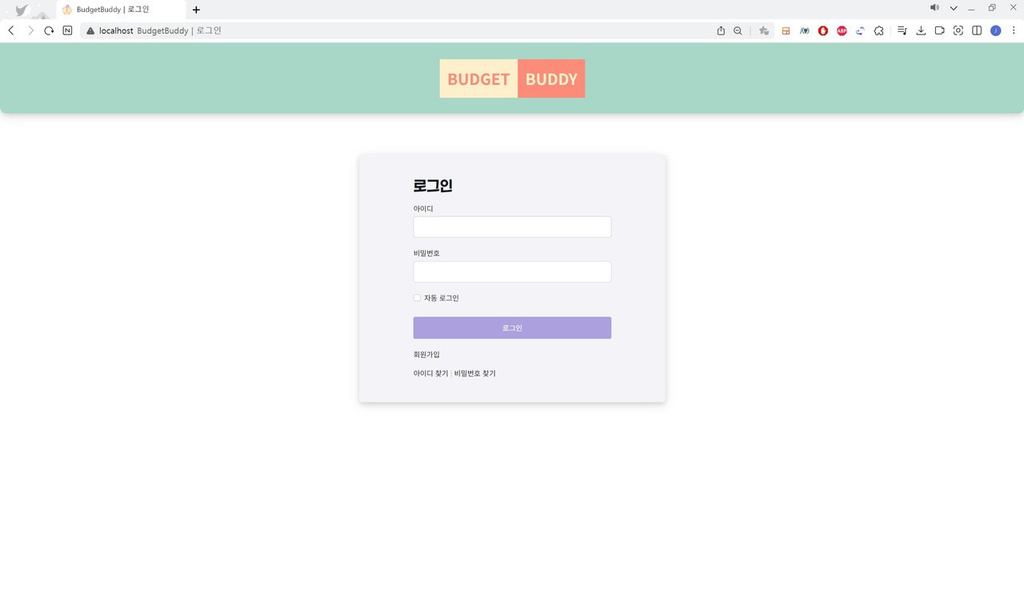 BudgetBuddy | 로그인
localhost BudgetBuddy | 로그인
BUDGET BUDDY
로그인
아이디
비밀번호
자동 로그인
로그인
회원가입
아이디 찾기 | 비밀번호 찾기